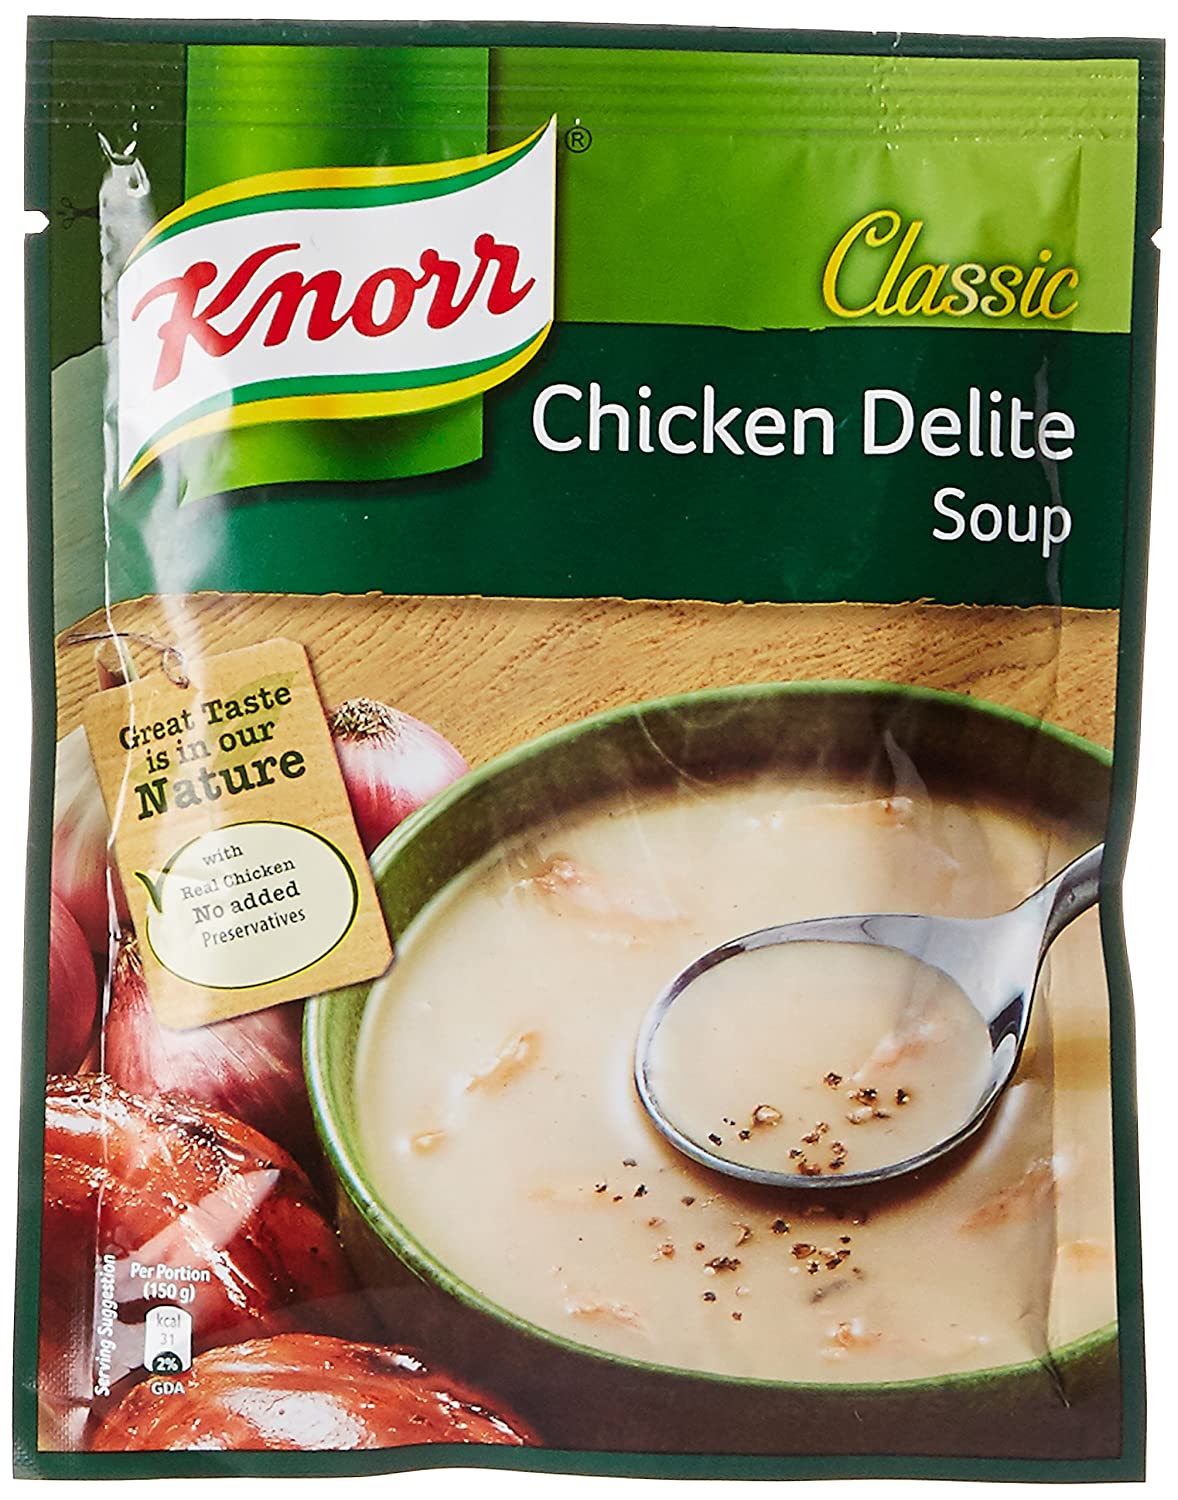 Knorr®
Classic
Chicken Delite
Soup
Great Taste
is in our
Nature
with
Real Chicken
No added
Preservatives
Per Portion
(150 g)
kcal
31
2%
GDA
Serving Suggestion